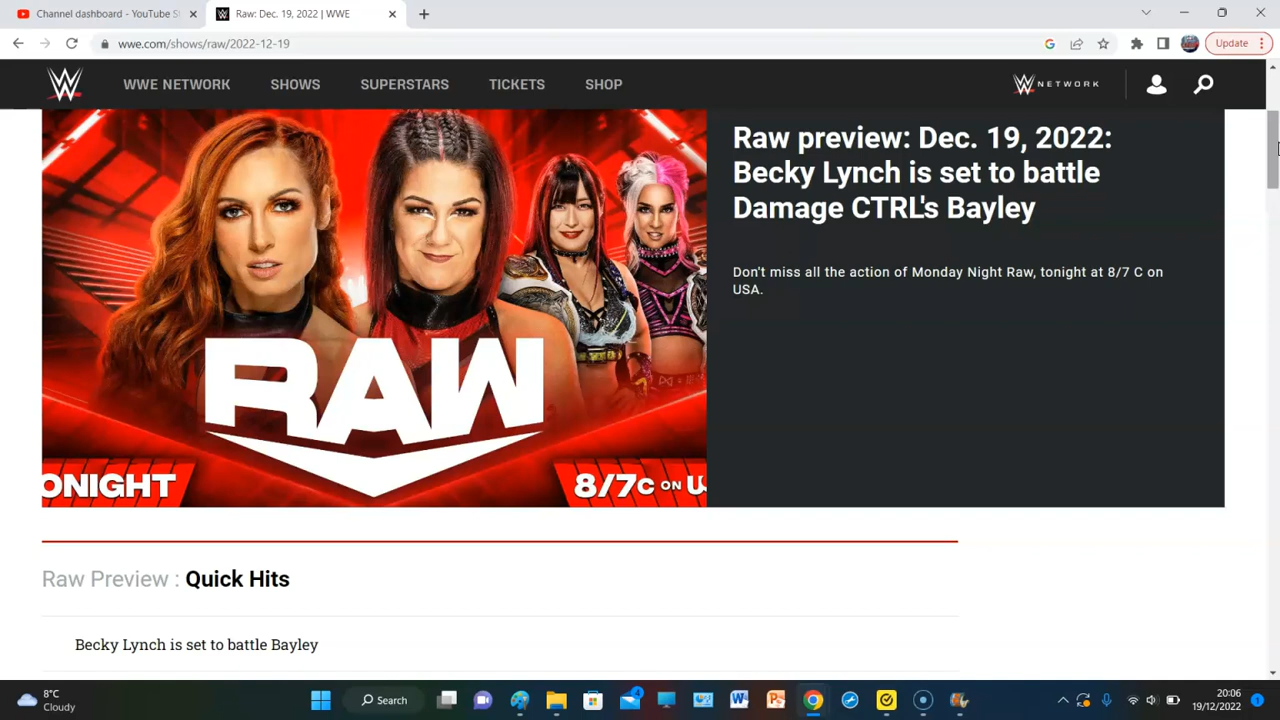 Channel dashboard - YouTube S
Raw: Dec. 19, 2022 | WWE
wwe.com/shows/raw/2022-12-19
Update
W
WWE NETWORK
SHOWS
SUPERSTARS
TICKETS
SHOP
W NETWORK
Raw preview: Dec. 19, 2022:
Becky Lynch is set to battle
Damage CTRL's Bayley
Don't miss all the action of Monday Night Raw, tonight at 8/7 C on
USA.
RAW
ONIGHT
8/7C ON U
Raw Preview : Quick Hits
Becky Lynch is set to battle Bayley
8°C
Cloudy
Search
4
20:06
19/12/2022